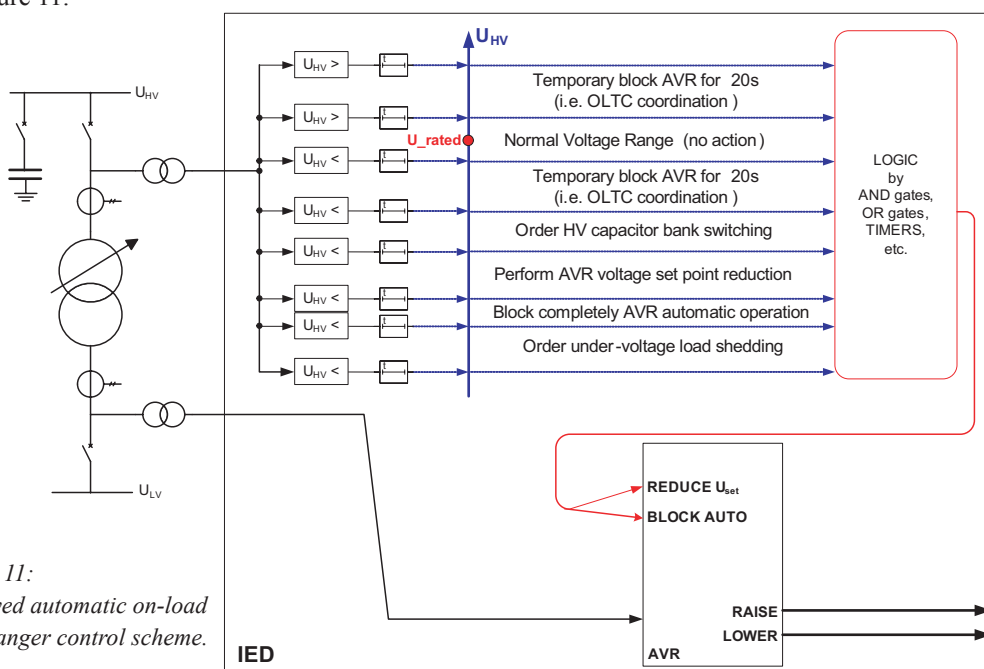 ure 11.
U_HV
U_HV >
t
U_HV
Temporary block AVR for 20s
(i.e. OLTC coordination )
U_HV >
t
U_rated
Normal Voltage Range (no action)
U_HV <
t
Temporary block AVR for 20s
(i.e. OLTC coordination )
U_HV <
t
Order HV capacitor bank switching
U_HV <
t
Perform AVR voltage set point reduction
U_HV <
t
Block completely AVR automatic operation
U_HV <
t
Order under-voltage load shedding
U_HV <
t
LOGIC
by
AND gates,
OR gates,
TIMERS,
etc.
U_LV
REDUCE U_set
BLOCK AUTO
RAISE
LOWER
AVR
IED
11:
ved automatic on-load
anger control scheme.